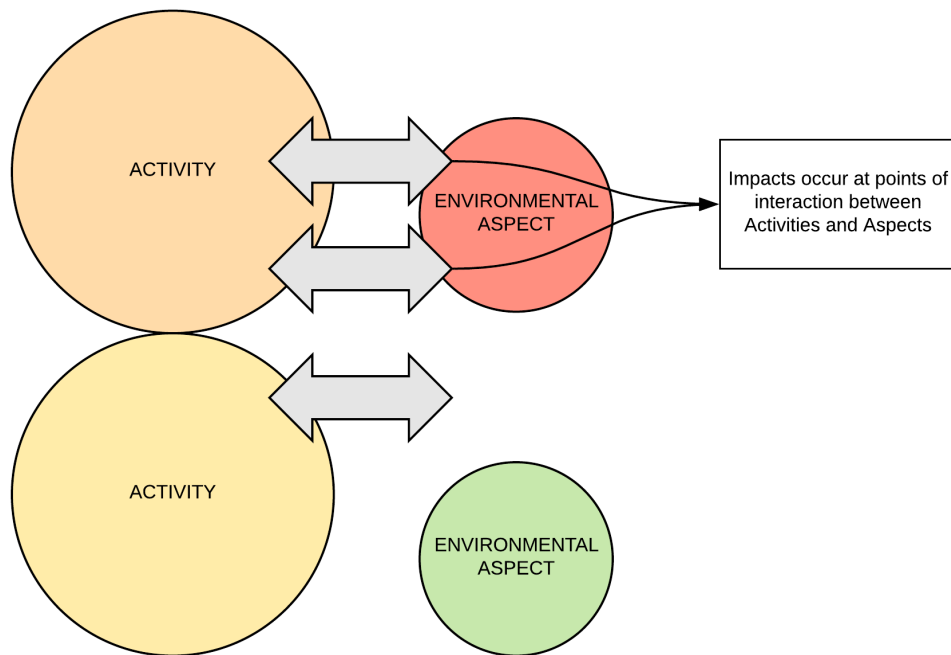 ACTIVITY
ENVIRONMENTAL
ASPECT
Impacts occur at points of
interaction between
Activities and Aspects
ACTIVITY
ENVIRONMENTAL
ASPECT